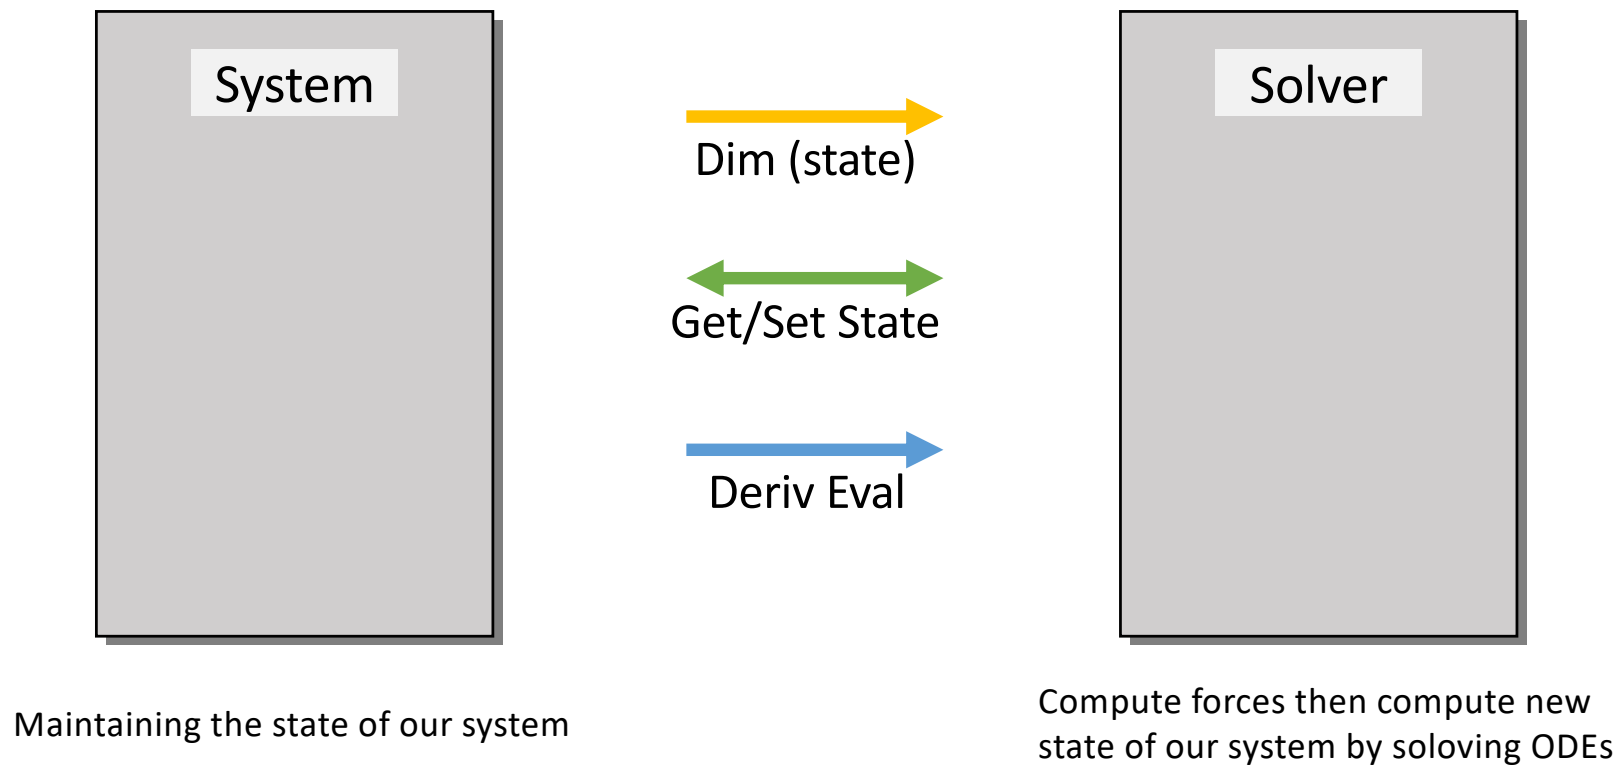 System
Solver
Dim (state)
Get/Set State
Deriv Eval
Maintaining the state of our system
Compute forces then compute new
state of our system by soloving ODEs